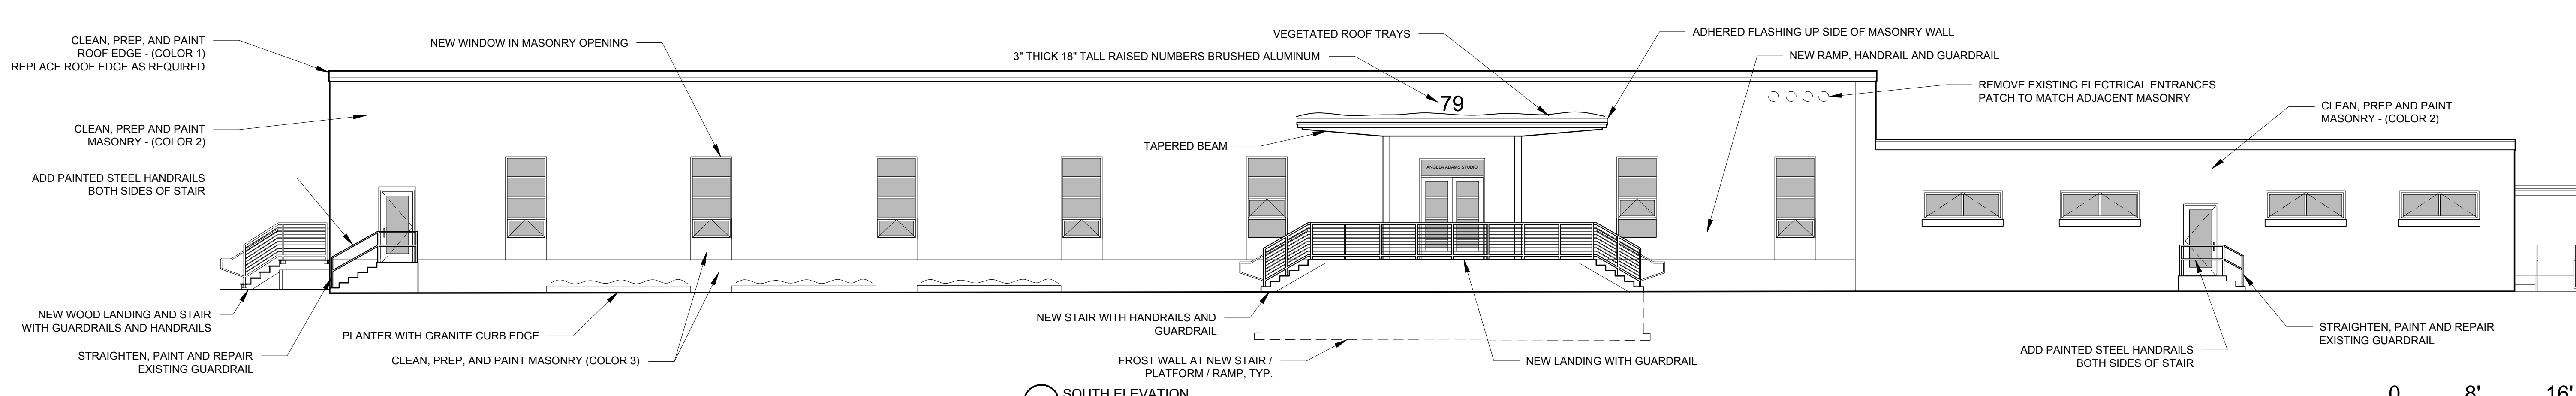 CLEAN, PREP, AND PAINT
ROOF EDGE - (COLOR 1)
REPLACE ROOF EDGE AS REQUIRED
NEW WINDOW IN MASONRY OPENING
VEGETATED ROOF TRAYS
3" THICK 18" TALL RAISED NUMBERS BRUSHED ALUMINUM
ADHERED FLASHING UP SIDE OF MASONRY WALL
NEW RAMP, HANDRAIL AND GUARDRAIL
REMOVE EXISTING ELECTRICAL ENTRANCES
PATCH TO MATCH ADJACENT MASONRY
CLEAN, PREP AND PAINT
MASONRY - (COLOR 2)
79
CLEAN, PREP AND PAINT
MASONRY - (COLOR 2)
TAPERED BEAM
ANGELA ADAMS STUDIO
ADD PAINTED STEEL HANDRAILS
BOTH SIDES OF STAIR
NEW WOOD LANDING AND STAIR
WITH GUARDRAILS AND HANDRAILS
STRAIGHTEN, PAINT AND REPAIR
EXISTING GUARDRAIL
PLANTER WITH GRANITE CURB EDGE
CLEAN, PREP, AND PAINT MASONRY (COLOR 3)
NEW STAIR WITH HANDRAILS AND
GUARDRAIL
FROST WALL AT NEW STAIR /
PLATFORM / RAMP, TYP.
NEW LANDING WITH GUARDRAIL
ADD PAINTED STEEL HANDRAILS
BOTH SIDES OF STAIR
STRAIGHTEN, PAINT AND REPAIR
EXISTING GUARDRAIL
SOUTH ELEVATION
0 8' 16'